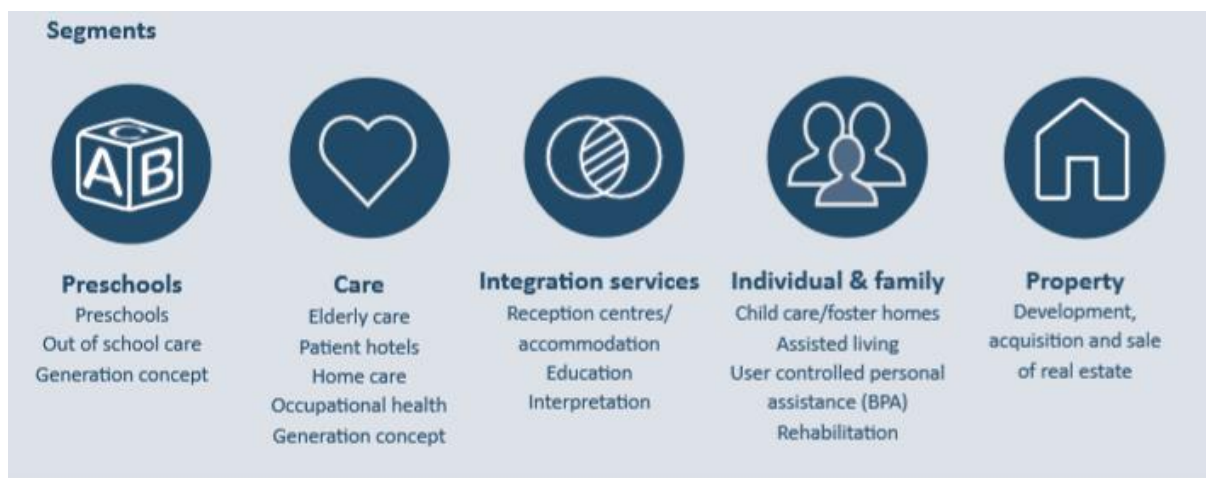 Segments
C
A B
Preschools
Preschools
Out of school care
Generation concept
Care
Elderly care
Patient hotels
Home care
Occupational health
Generation concept
Integration services
Reception centres/
accommodation
Education
Interpretation
Individual & family
Child care/foster homes
Assisted living
User controlled personal
assistance (BPA)
Rehabilitation
Property
Development,
acquisition and sale
of real estate